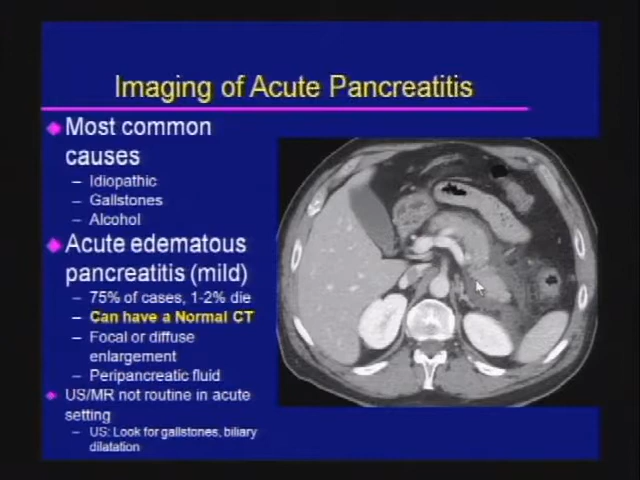 Imaging of Acute Pancreatitis
Most common
causes
– Idiopathic
– Gallstones
– Alcohol
Acute edematous
pancreatitis (mild)
– 75% of cases, 1-2% die
– Can have a Normal CT
– Focal or diffuse
enlargement
– Peripancreatic fluid
US/MR not routine in acute
setting
– US: Look for gallstones, biliary
dilatation